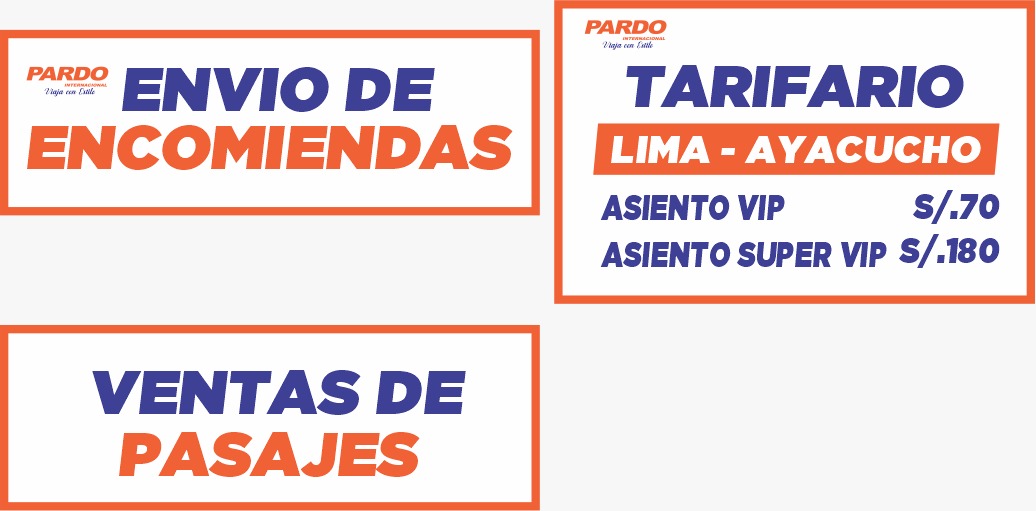 PARDO
INTERNACIONAL
Viaja con Estilo
ENVIO DE
ENCOMIENDAS
PARDO
INTERNACIONAL
Viaja con Estilo
TARIFARIO
LIMA - AYACUCHO
ASIENTO VIP S/.70
ASIENTO SUPER VIP S/.180
VENTAS DE
PASAJES